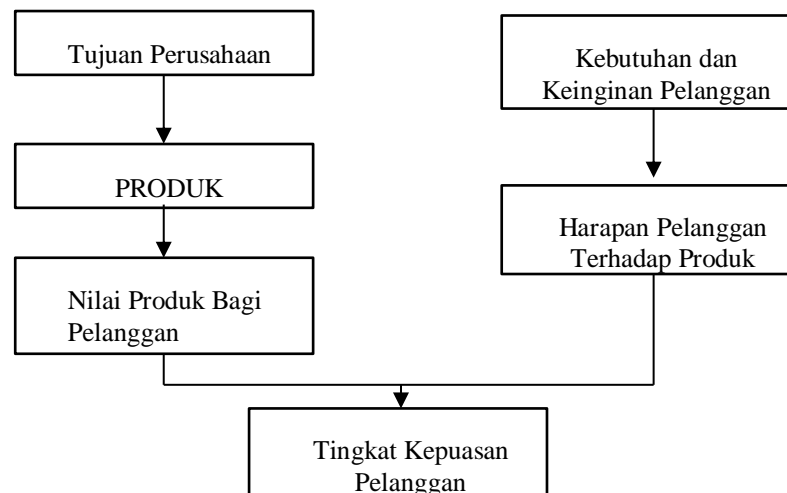 Tujuan Perusahaan
Kebutuhan dan
Keinginan Pelanggan
PRODUK
Harapan Pelanggan
Terhadap Produk
Nilai Produk Bagi
Pelanggan
Tingkat Kepuasan
Pelanggan